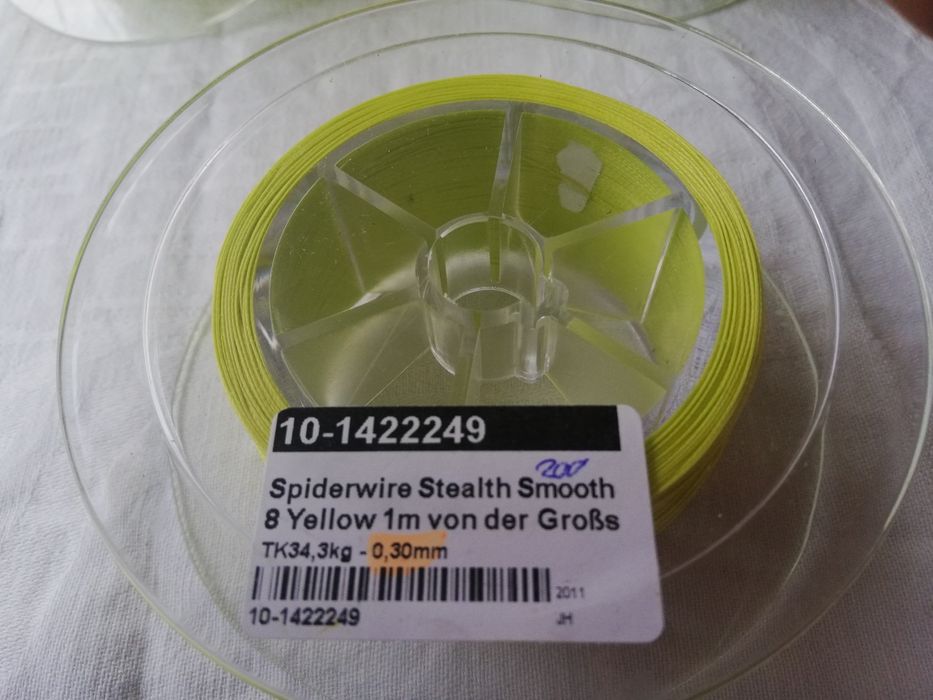 10-1422249
200
Spiderwire Stealth Smooth
8 Yellow 1m von der Großs
TK34,3kg - 0,30mm
2011
10-1422249
JH